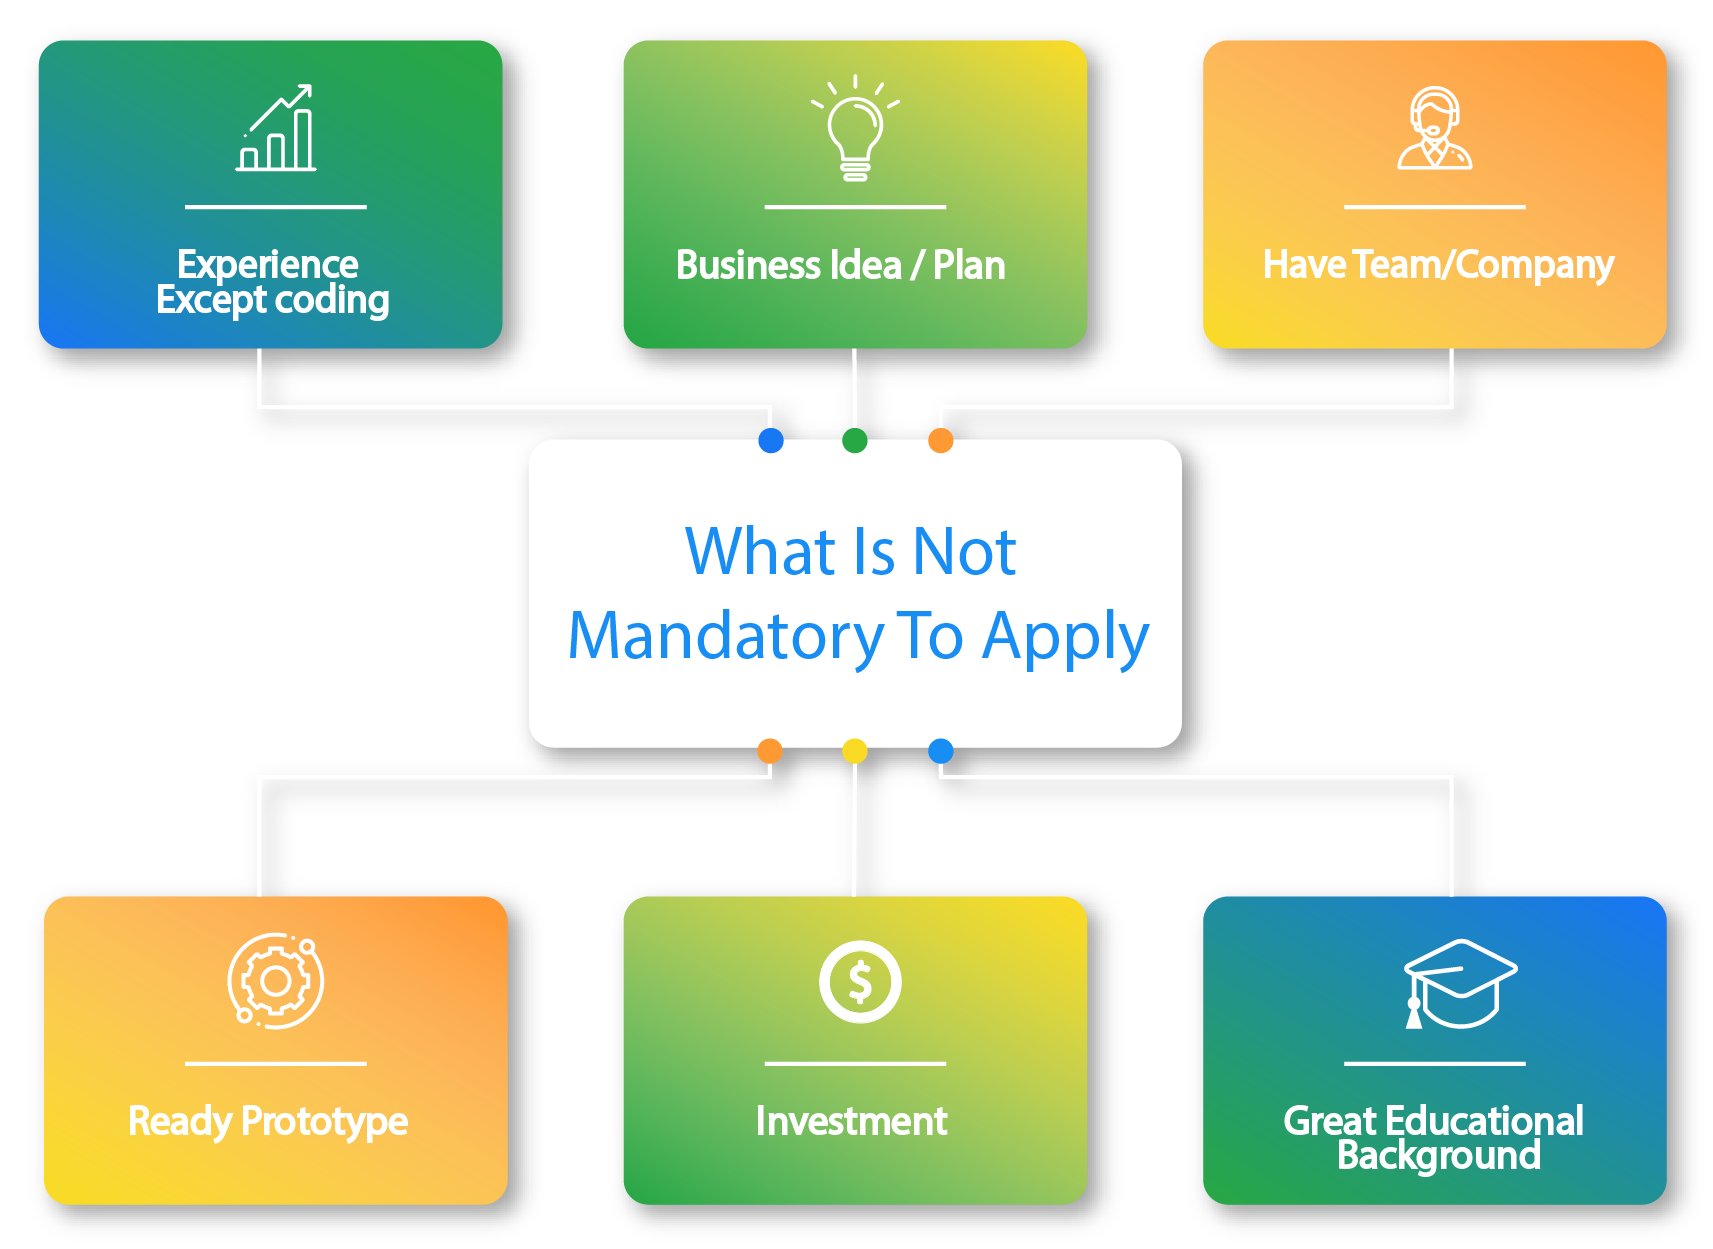 Experience
Except coding
Business Idea / Plan
Have Team/Company
What Is Not
Mandatory To Apply
Ready Prototype
Investment
$
Great Educational
Background